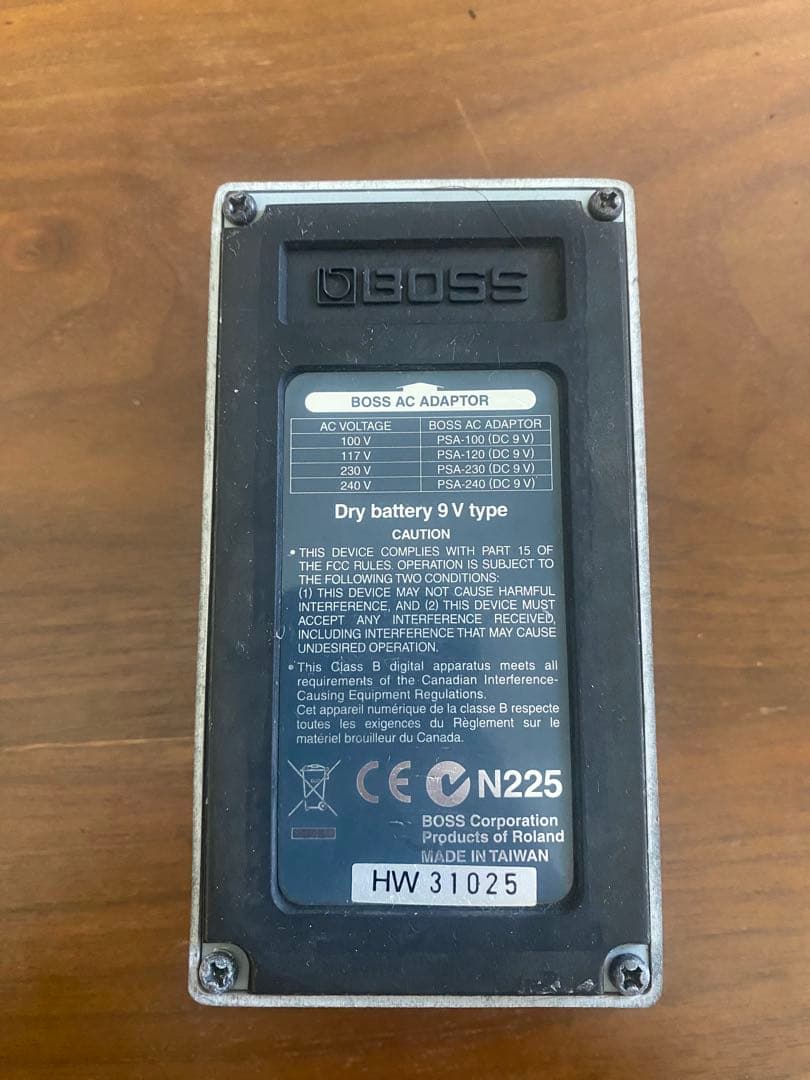 BOSS
BOSS AC ADAPTOR
AC VOLTAGE BOSS AC ADAPTOR
100 V PSA-100 (DC 9 V)
117 V PSA-120 (DC 9 V)
230 V PSA-230 (DC 9 V)
240 V PSA-240 (DC 9 V)
Dry battery 9 V type
CAUTION
• THIS DEVICE COMPLIES WITH PART 15 OF
THE FCC RULES. OPERATION IS SUBJECT TO
THE FOLLOWING TWO CONDITIONS:
(1) THIS DEVICE MAY NOT CAUSE HARMFUL
INTERFERENCE, AND (2) THIS DEVICE MUST
ACCEPT ANY INTERFERENCE RECEIVED,
INCLUDING INTERFERENCE THAT MAY CAUSE
UNDESIRED OPERATION.
• This Class B digital apparatus meets all
requirements of the Canadian Interference-
Causing Equipment Regulations.
Cet appareil numérique de la classe B respecte
toutes les exigences du Règlement sur le
matériel brouilleur du Canada.
CE N225
BOSS Corporation
Products of Roland
MADE IN TAIWAN
HW 31025